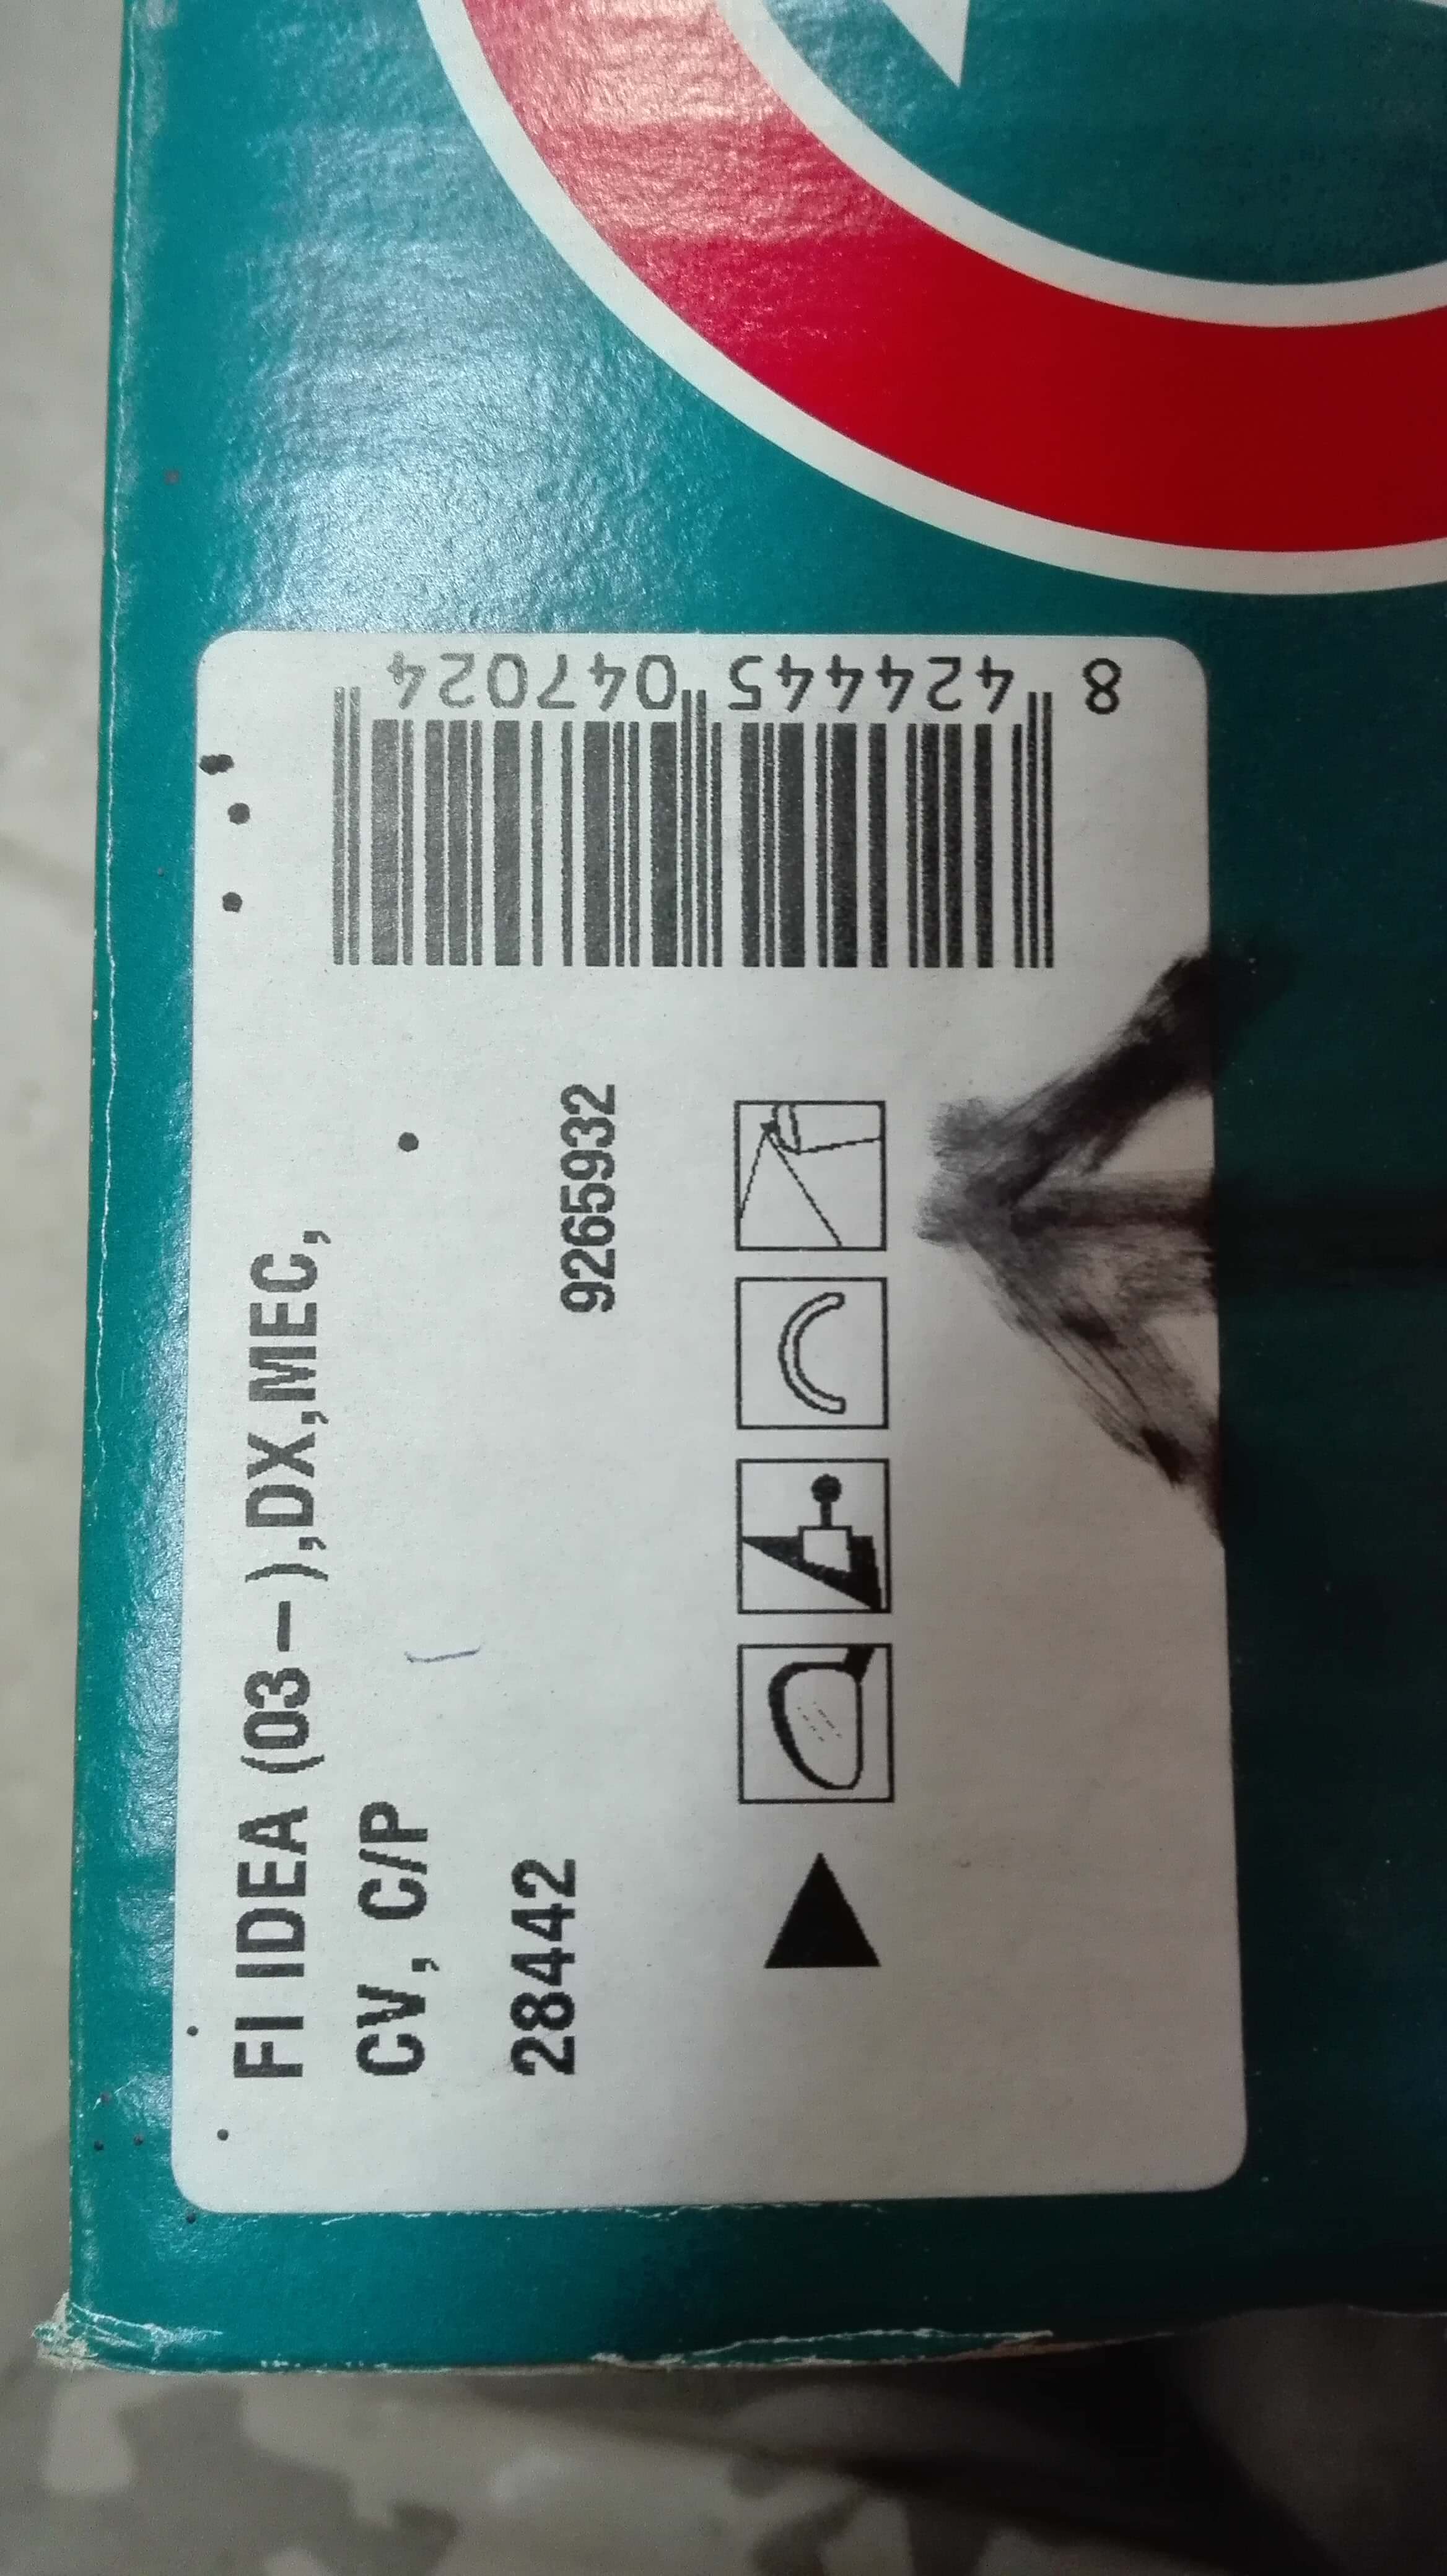 FI IDEA (03-),DX,MEC,
CV, C/P
28442
9265932
8 424445 047024